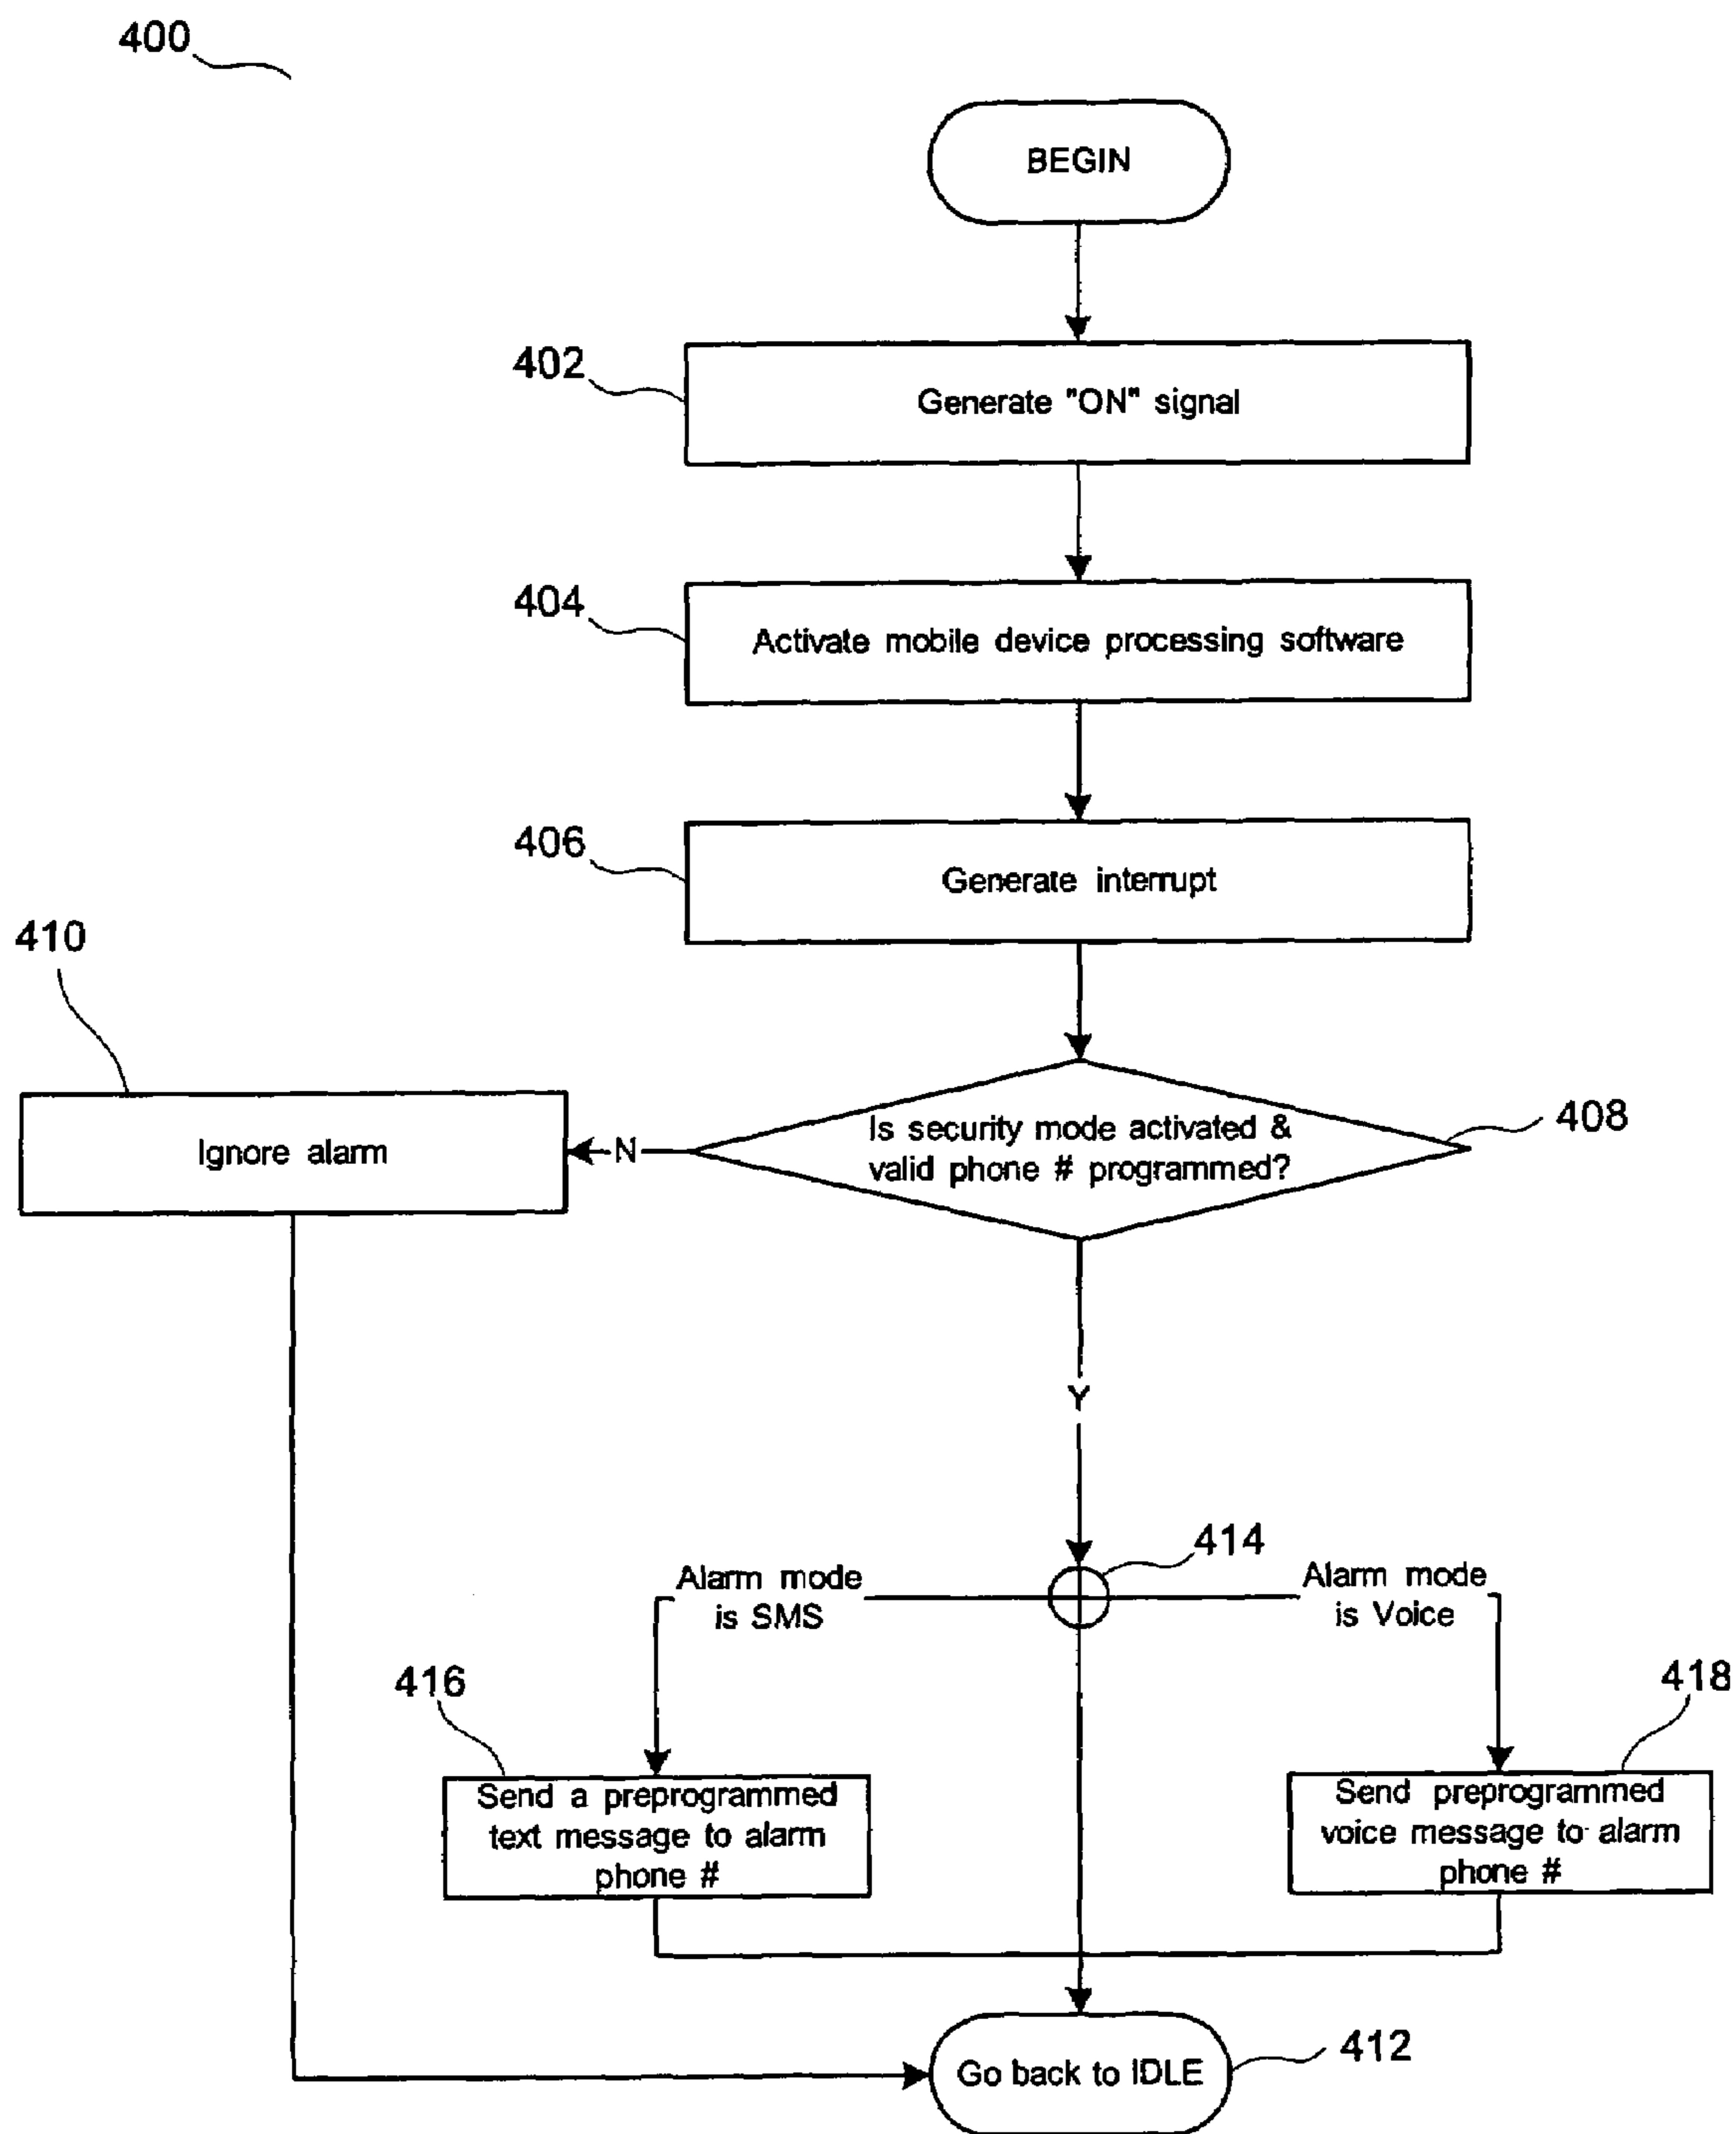 400
BEGIN
402
Generate "ON" signal
404
Activate mobile device processing software
406
Generate interrupt
410
Ignore alarm
N
Is security mode activated &
valid phone # programmed?
408
Y
414
Alarm mode
is SMS
Alarm mode
is Voice
416
Send a preprogrammed
text message to alarm
phone #
418
Send preprogrammed
voice message to alarm
phone #
Go back to IDLE
412